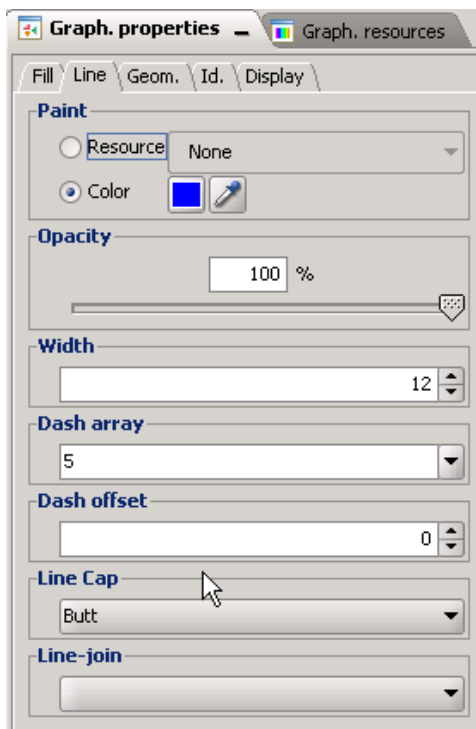 Graph. properties
Graph. resources
Fill Line Geom. Id. Display
Paint
Resource None
Color
Opacity
100 %
Width
12
Dash array
5
Dash offset
0
Line Cap
Butt
Line-join